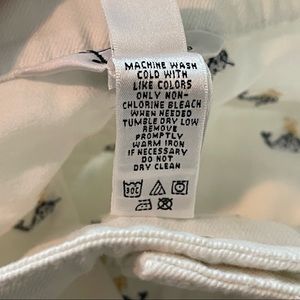 MACHINE WASH
COLD WITH
LIKE COLORS
ONLY NON-
CHLORINE BLEACH
WHEN NEEDED
TUMBLE DRY LOW
REMOVE
PROMPTLY
WARM IRON
IF NECESSARY
DO NOT
DRY CLEAN
30C